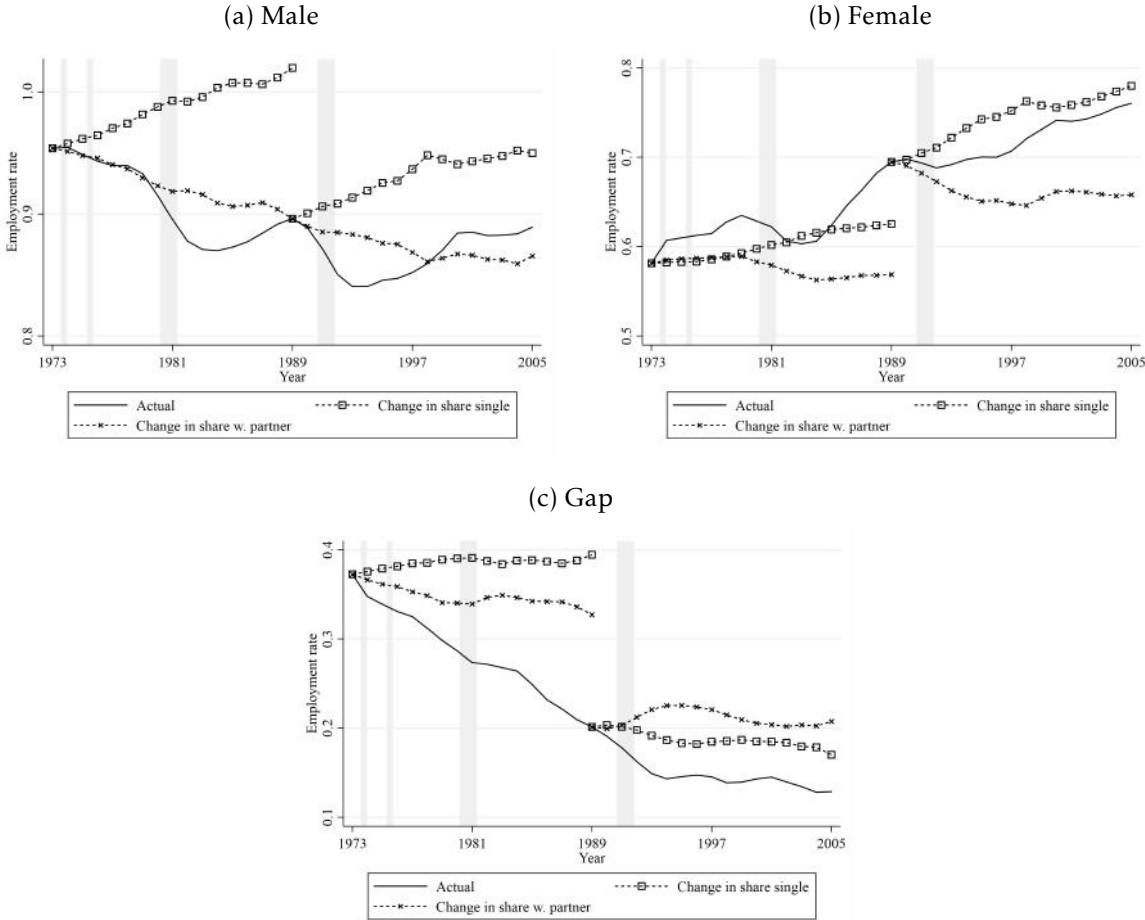 (a) Male
Employment rate
1.0
0.9
0.8
1973 1981 1989 1997 2005
Year
Actual Change in share single
Change in share w. partner
(b) Female
Employment rate
0.8
0.7
0.6
0.5
1973 1981 1989 1997 2005
Year
Actual Change in share single
Change in share w. partner
(c) Gap
Employment rate
0.4
0.3
0.2
0.1
1973 1981 1989 1997 2005
Year
Actual Change in share single
Change in share w. partner